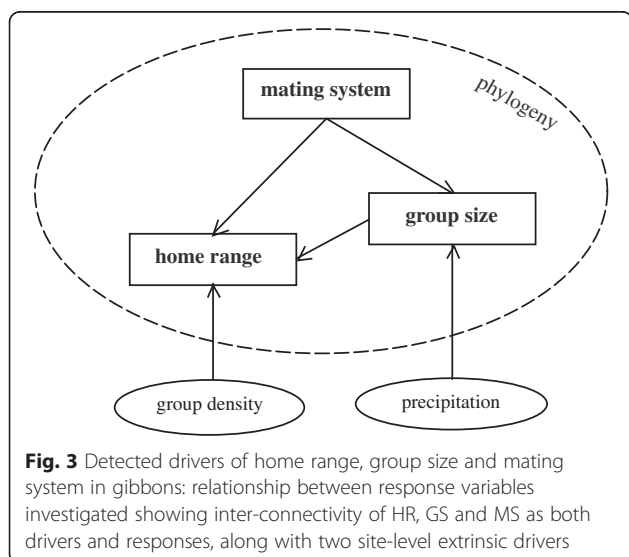 mating system
phylogeny
group size
home range
group density
precipitation
Fig. 3 Detected drivers of home range, group size and mating
system in gibbons: relationship between response variables
investigated showing inter-connectivity of HR, GS and MS as both
drivers and responses, along with two site-level extrinsic drivers